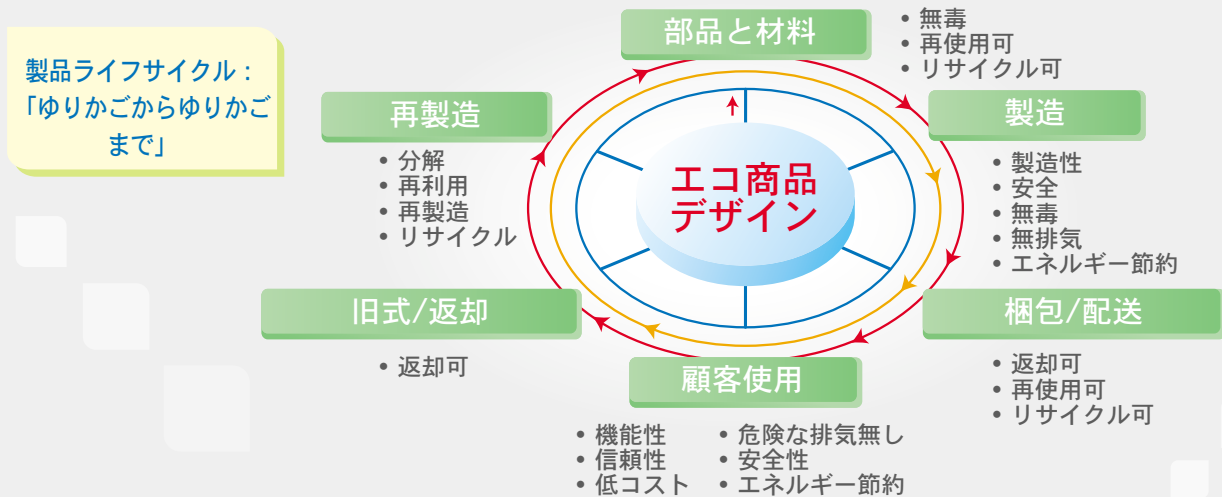 製品ライフサイクル：
「ゆりかごからゆりかご
まで」
エコ商品
デザイン
部品と材料
• 無毒
• 再使用可
• リサイクル可
製造
• 製造性
• 安全
• 無毒
• 無排気
• エネルギー節約
梱包/配送
• 返却可
• 再使用可
• リサイクル可
顧客使用
• 機能性
• 信頼性
• 低コスト
• 危険な排気無し
• 安全性
• エネルギー節約
旧式/返却
• 返却可
再製造
• 分解
• 再利用
• 再製造
• リサイクル